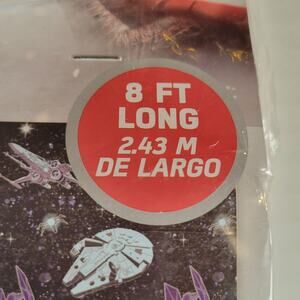 8 FT
LONG
2.43 M
DE LARGO